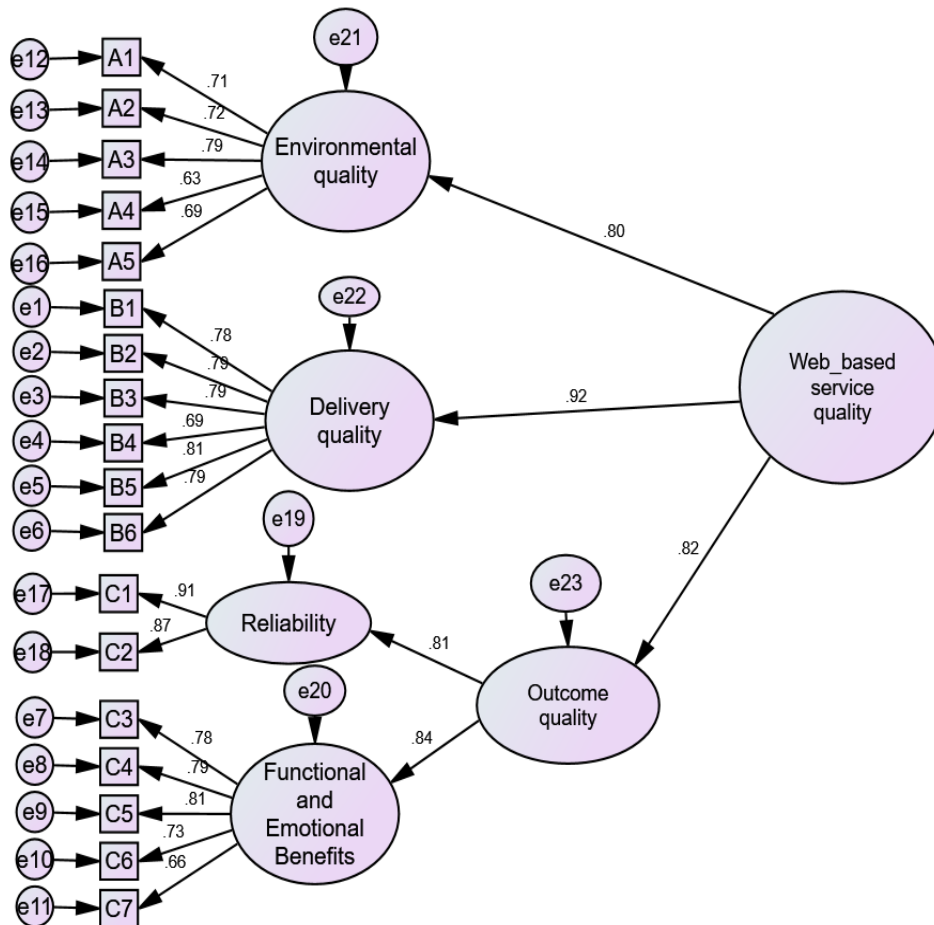 e21
e12 A1
.71
e13 A2
.72
e14 A3
.79
Environmental
quality
e15 A4
.63
e16 A5
.69
.80
e1 B1
e22
.78
e2 B2
.79
e3 B3
.79
Delivery
quality
.92
e4 B4
.69
e5 B5
.81
e6 B6
.79
Web_based
service
quality
e19
.82
e17 C1
.91
Reliability
e18 C2
.87
.81
e23
e20
Outcome
quality
.84
e7 C3
.78
e8 C4
.79
e9 C5
.81
Functional
and
Emotional
Benefits
e10 C6
.73
e11 C7
.66